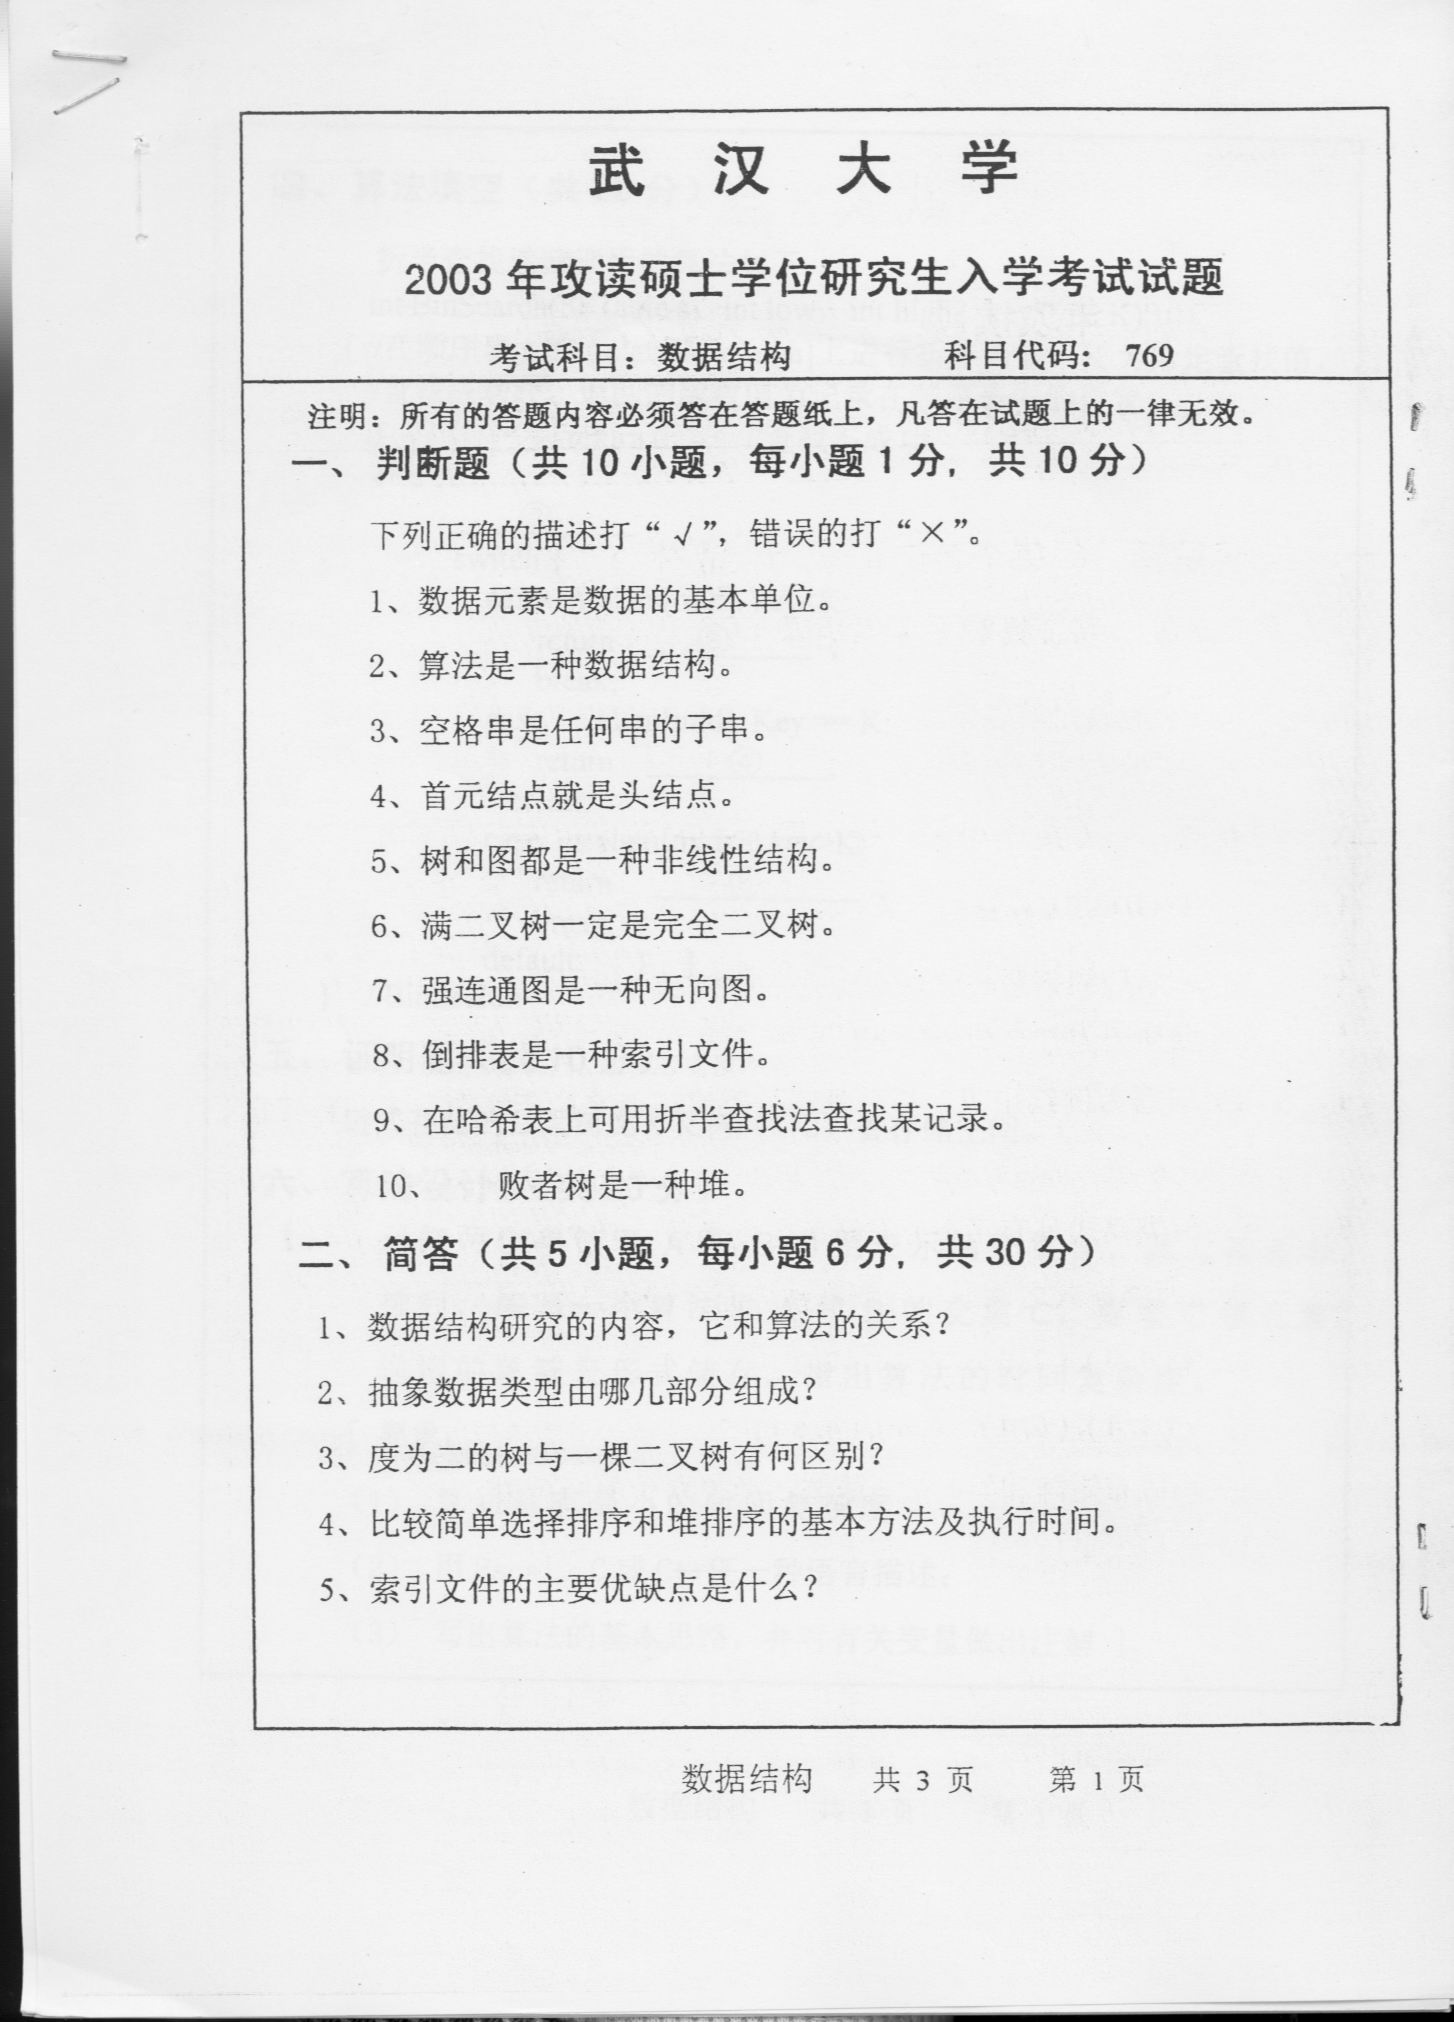 武 汉 大 学
2003 年攻读硕士学位研究生入学考试试题
考试科目：数据结构 科目代码： 769
注明：所有的答题内容必须答在答题纸上，凡答在试题上的一律无效。
一、 判断题（共 10 小题，每小题 1 分， 共 10 分）
下列正确的描述打“√”，错误的打“×”。
1、数据元素是数据的基本单位。
2、算法是一种数据结构。
3、空格串是任何串的子串。
4、首元结点就是头结点。
5、树和图都是一种非线性结构。
6、满二叉树一定是完全二叉树。
7、强连通图是一种无向图。
8、倒排表是一种索引文件。
9、在哈希表上可用折半查找法查找某记录。
10、 败者树是一种堆。
二、 简答（共 5 小题，每小题 6 分， 共 30 分）
1、数据结构研究的内容，它和算法的关系？
2、抽象数据类型由哪几部分组成？
3、度为二的树与一棵二叉树有何区别？
4、比较简单选择排序和堆排序的基本方法及执行时间。
5、索引文件的主要优缺点是什么？
数据结构 共 3 页 第 1 页